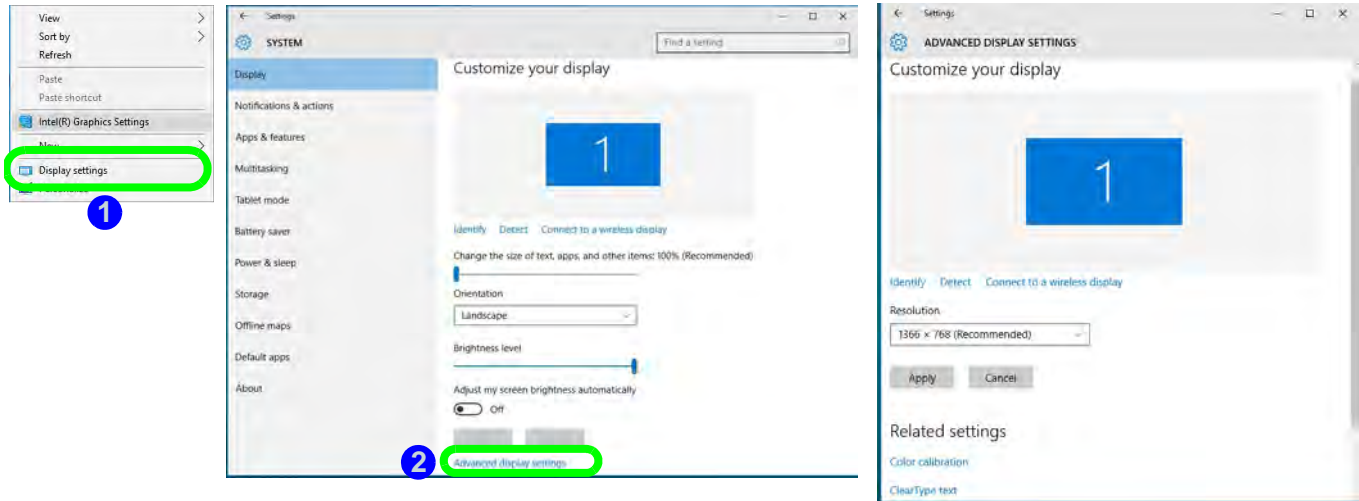 View
Sort by
Refresh
Paste
Paste shortcut
Intel(R) Graphics Settings
New
Display settings
1
Settings
SYSTEM
Find a setting
Display
Notifications & actions
Apps & features
Multitasking
Tablet mode
Battery saver
Power & sleep
Storage
Offline maps
Default apps
About
Customize your display
1
Identify Detect Connect to a wireless display
Change the size of text, apps, and other items: 100% (Recommended)
Orientation
Landscape
Brightness level
Adjust my screen brightness automatically
Off
2 Advanced display settings
Settings
ADVANCED DISPLAY SETTINGS
Customize your display
1
Identify Detect Connect to a wireless display
Resolution
1366 × 768 (Recommended)
Apply Cancel
Related settings
Color calibration
ClearType text